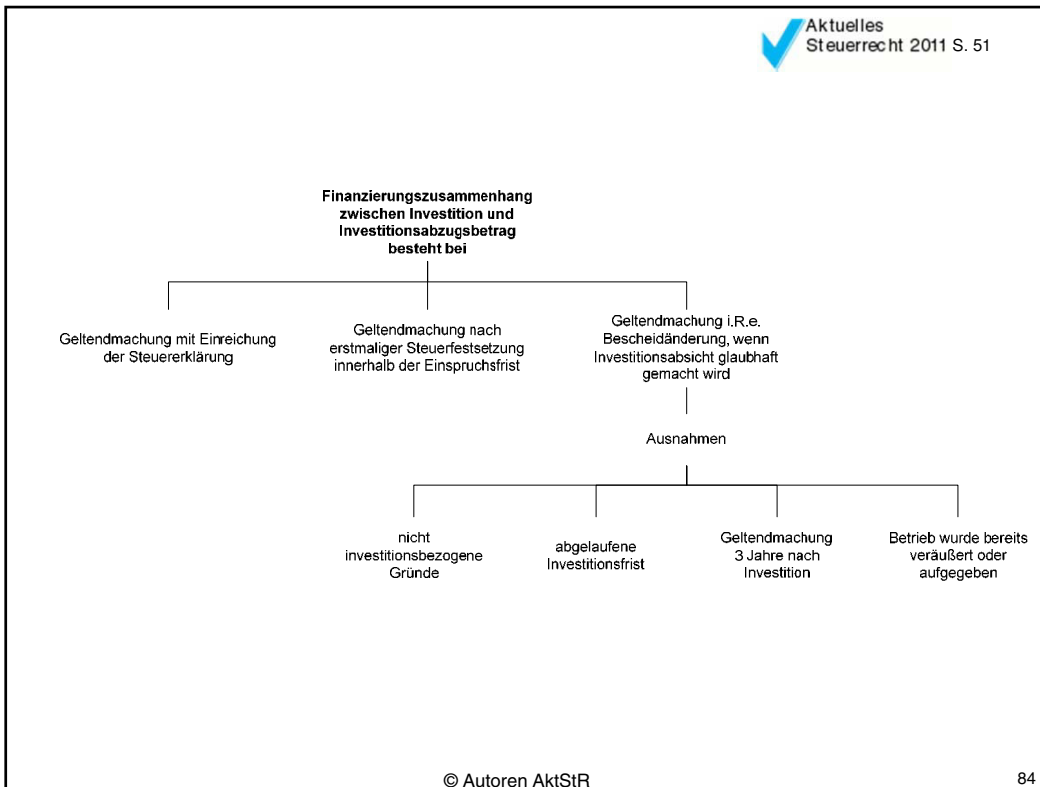 Aktuelles
Steuerrecht 2011 S. 51
Finanzierungszusammenhang
zwischen Investition und
Investitionsabzugsbetrag
besteht bei
Geltendmachung mit Einreichung
der Steuererklärung
Geltendmachung nach
erstmaliger Steuerfestsetzung
innerhalb der Einspruchsfrist
Geltendmachung i.R.e.
Bescheidänderung, wenn
Investitionsabsicht glaubhaft
gemacht wird
Ausnahmen
nicht
investitionsbezogene
Gründe
abgelaufene
Investitionsfrist
Geltendmachung
3 Jahre nach
Investition
Betrieb wurde bereits
veräußert oder
aufgegeben
© Autoren AktStR
84